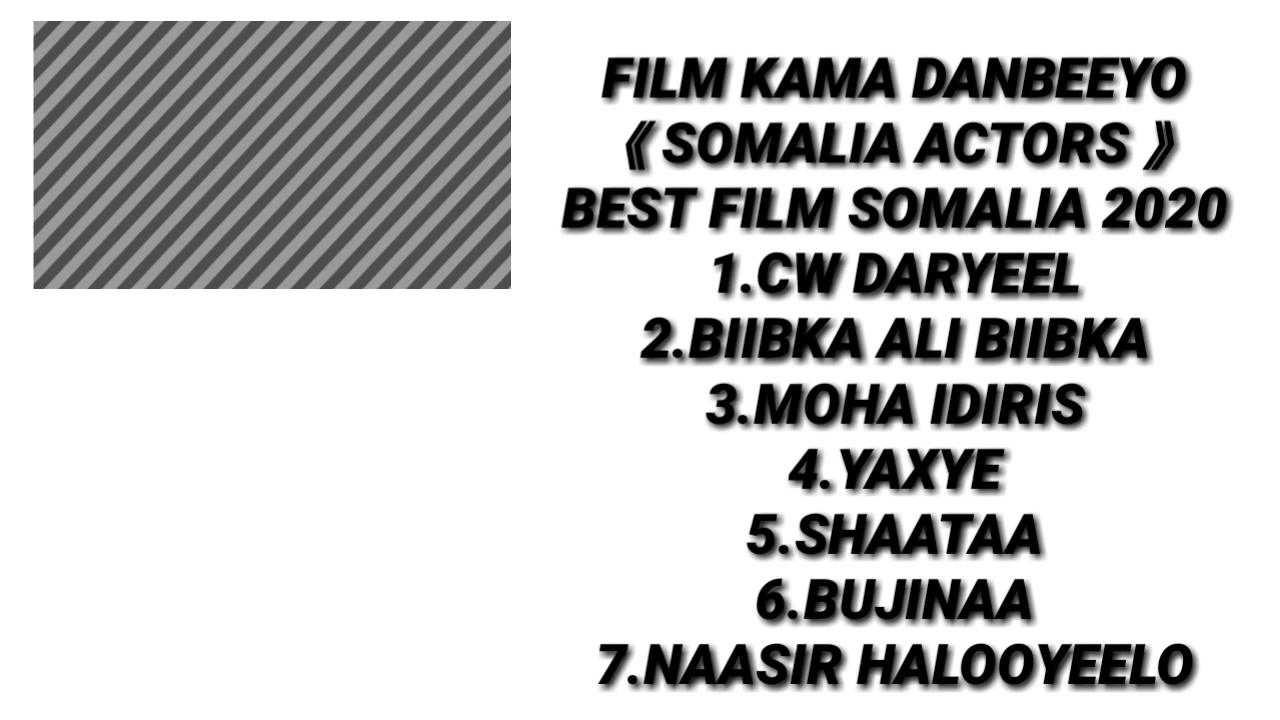 FILM KAMA DANBEEYO
《 SOMALIA ACTORS 》
BEST FILM SOMALIA 2020
1.CW DARYEEL
2.BIIBKA ALI BIIBKA
3.MOHA IDIRIS
4.YAXYE
5.SHAATAA
6.BUJINAA
7.NAASIR HALOOYEELO